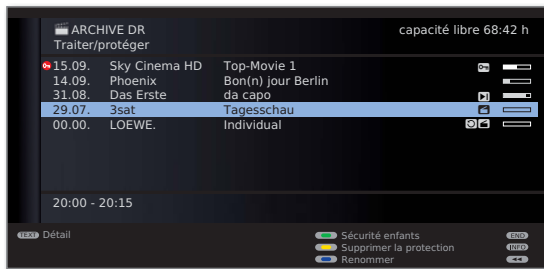 ARCHIVE DR capacité libre 68:42 h
Traiter/protéger
15.09. Sky Cinema HD Top-Movie 1
14.09. Phoenix Bon(n) jour Berlin
31.08. Das Erste da capo
29.07. 3sat Tagesschau
00.00. LOEWE. Individual
20:00 - 20:15
TEXT Détail
Sécurité enfants END
Supprimer la protection INFO
Renommer